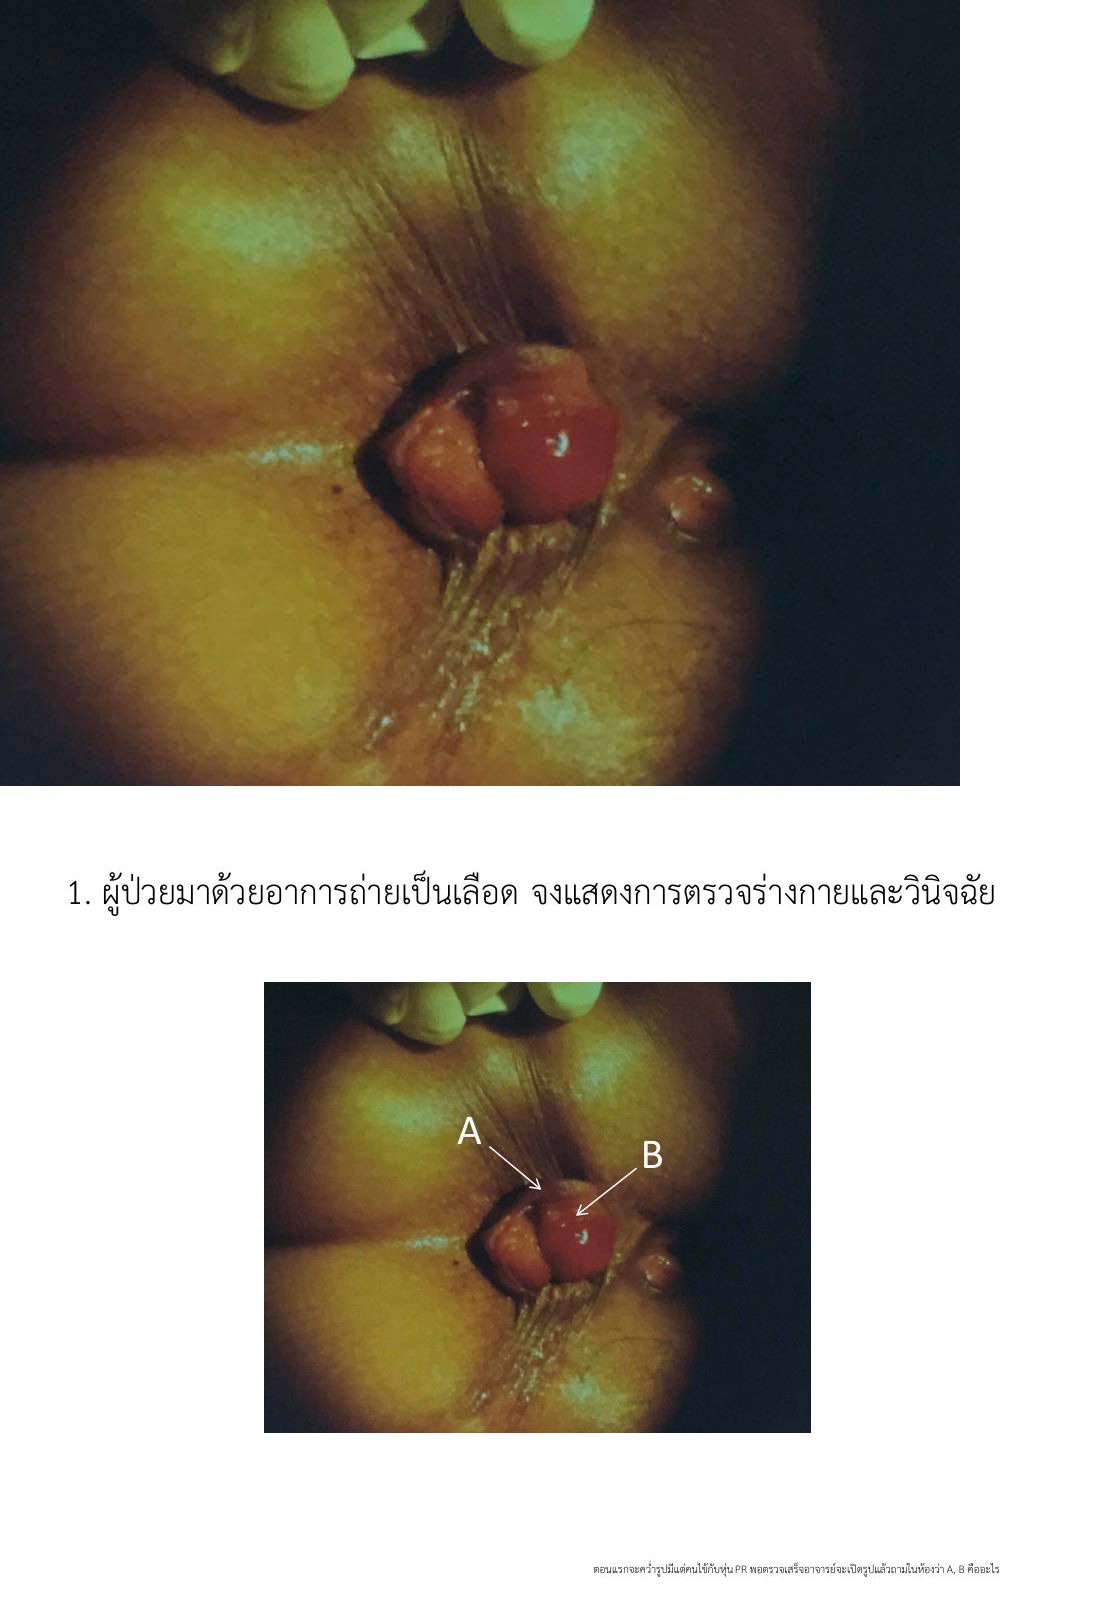 1. ผู้ป่วยมาด้วยอาการถ่ายเป็นเลือด จงแสดงการตรวจร่างกายและวินิจฉัย
A
B
ตอนแรกจะคว่ำรูปมีแต่คนไข้กับหุ่น PR พอตรวจเสร็จอาจารย์จะเปิดรูปแล้วถามในห้องว่า A, B คืออะไร